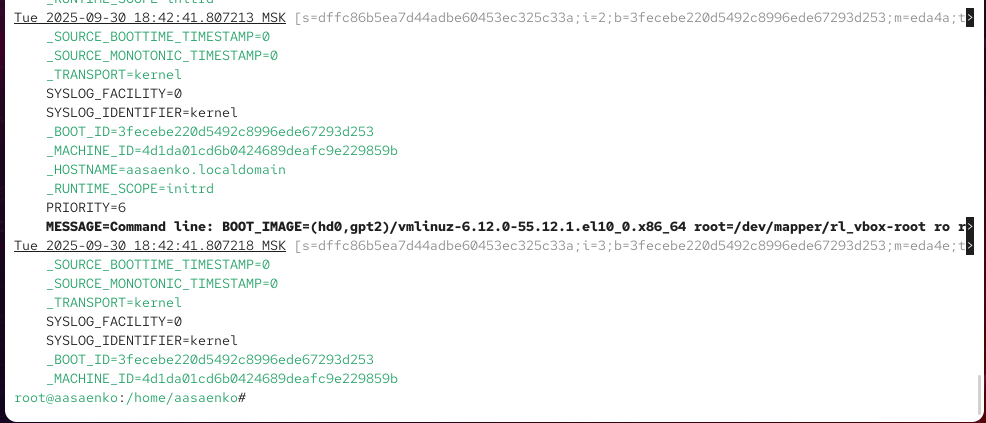 _RUNTIME_SCOPE=initrd
Tue 2025-09-30 18:42:41.807213 MSK [s=dffc86b5ea7d44adbe60453ec325c33a;i=2;b=3fecebe220d5492c8996ede67293d253;m=eda4a;t>
_SOURCE_BOOTTIME_TIMESTAMP=0
_SOURCE_MONOTONIC_TIMESTAMP=0
_TRANSPORT=kernel
SYSLOG_FACILITY=0
SYSLOG_IDENTIFIER=kernel
_BOOT_ID=3fecebe220d5492c8996ede67293d253
_MACHINE_ID=4d1da01cd6b0424689deafc9e229859b
_HOSTNAME=aasaenko.localdomain
_RUNTIME_SCOPE=initrd
PRIORITY=6
MESSAGE=Command line: BOOT_IMAGE=(hd0,gpt2)/vmlinuz-6.12.0-55.12.1.el10_0.x86_64 root=/dev/mapper/rl_vbox-root ro r>
Tue 2025-09-30 18:42:41.807218 MSK [s=dffc86b5ea7d44adbe60453ec325c33a;i=3;b=3fecebe220d5492c8996ede67293d253;m=eda4e;t>
_SOURCE_BOOTTIME_TIMESTAMP=0
_SOURCE_MONOTONIC_TIMESTAMP=0
_TRANSPORT=kernel
SYSLOG_FACILITY=0
SYSLOG_IDENTIFIER=kernel
_BOOT_ID=3fecebe220d5492c8996ede67293d253
_MACHINE_ID=4d1da01cd6b0424689deafc9e229859b
root@aasaenko:/home/aasaenko#